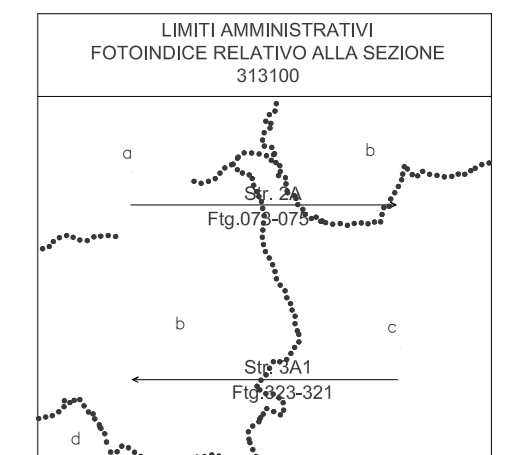 LIMITI AMMINISTRATIVI
FOTOINDICE RELATIVO ALLA SEZIONE
313100
a
b
Str. 2A
Ftg.073-075
b
c
Str. 3A1
Ftg.323-321
d